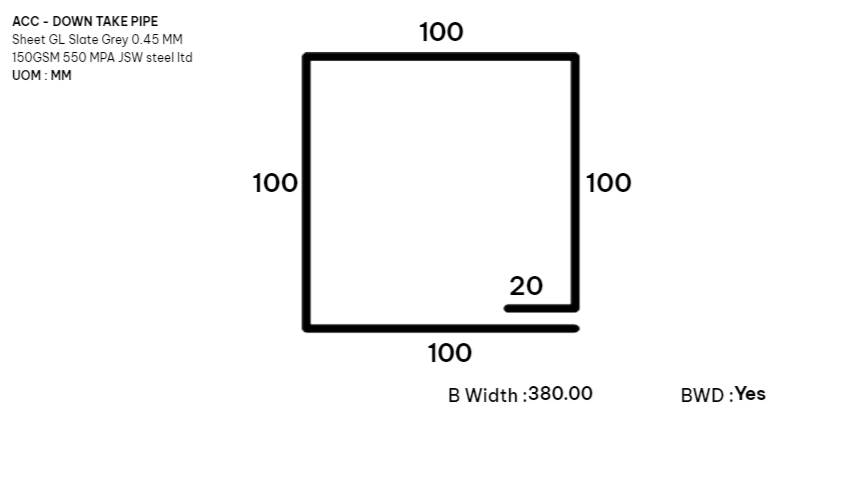 ACC - DOWN TAKE PIPE
Sheet GL Slate Grey 0.45 MM
150GSM 550 MPA JSW steel ltd
UOM : MM
100
100
100
20
100
B Width :380.00
BWD :Yes